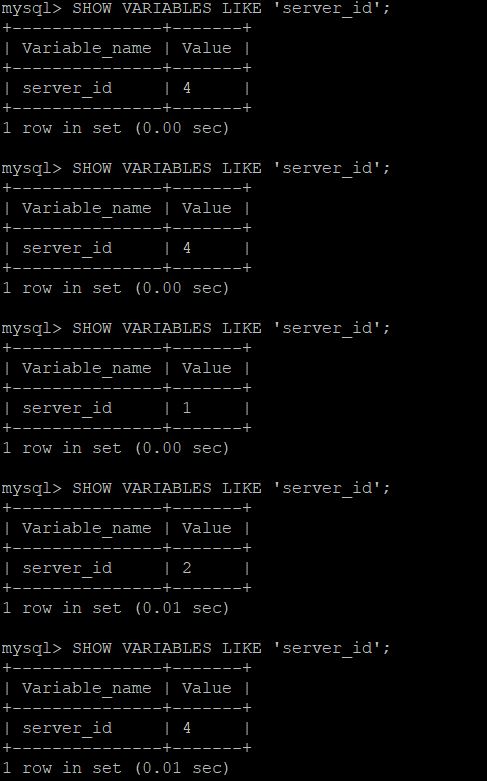 mysql> SHOW VARIABLES LIKE 'server_id';
+---------------+-------+
| Variable_name | Value |
+---------------+-------+
| server_id     | 4     |
+---------------+-------+
1 row in set (0.00 sec)

mysql> SHOW VARIABLES LIKE 'server_id';
+---------------+-------+
| Variable_name | Value |
+---------------+-------+
| server_id     | 4     |
+---------------+-------+
1 row in set (0.00 sec)

mysql> SHOW VARIABLES LIKE 'server_id';
+---------------+-------+
| Variable_name | Value |
+---------------+-------+
| server_id     | 1     |
+---------------+-------+
1 row in set (0.00 sec)

mysql> SHOW VARIABLES LIKE 'server_id';
+---------------+-------+
| Variable_name | Value |
+---------------+-------+
| server_id     | 2     |
+---------------+-------+
1 row in set (0.01 sec)

mysql> SHOW VARIABLES LIKE 'server_id';
+---------------+-------+
| Variable_name | Value |
+---------------+-------+
| server_id     | 4     |
+---------------+-------+
1 row in set (0.01 sec)